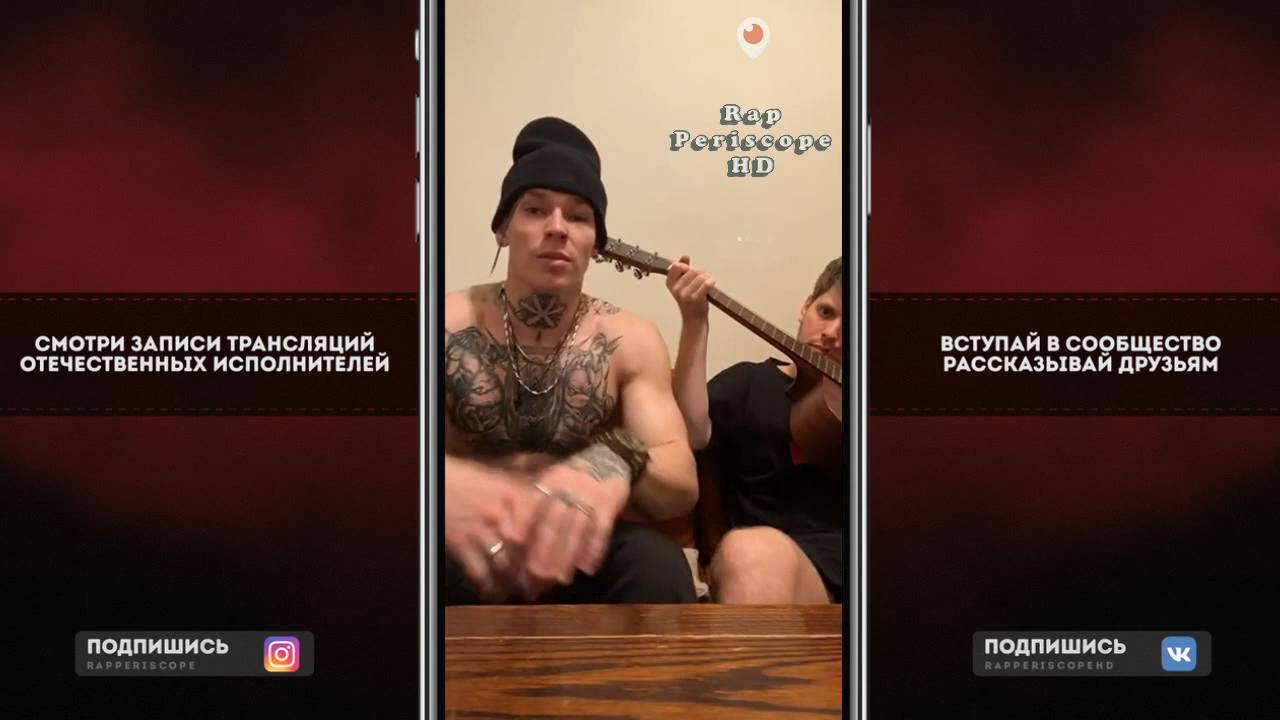 Rap
Periscope
HD
СМОТРИ ЗАПИСИ ТРАНСЛЯЦИЙ
ОТЕЧЕСТВЕННЫХ ИСПОЛНИТЕЛЕЙ
ВСТУПАЙ В СООБЩЕСТВО
РАССКАЗЫВАЙ ДРУЗЬЯМ
ПОДПИШИСЬ
RAPPERISCOPE
ПОДПИШИСЬ
RAPPERISCOPEHD